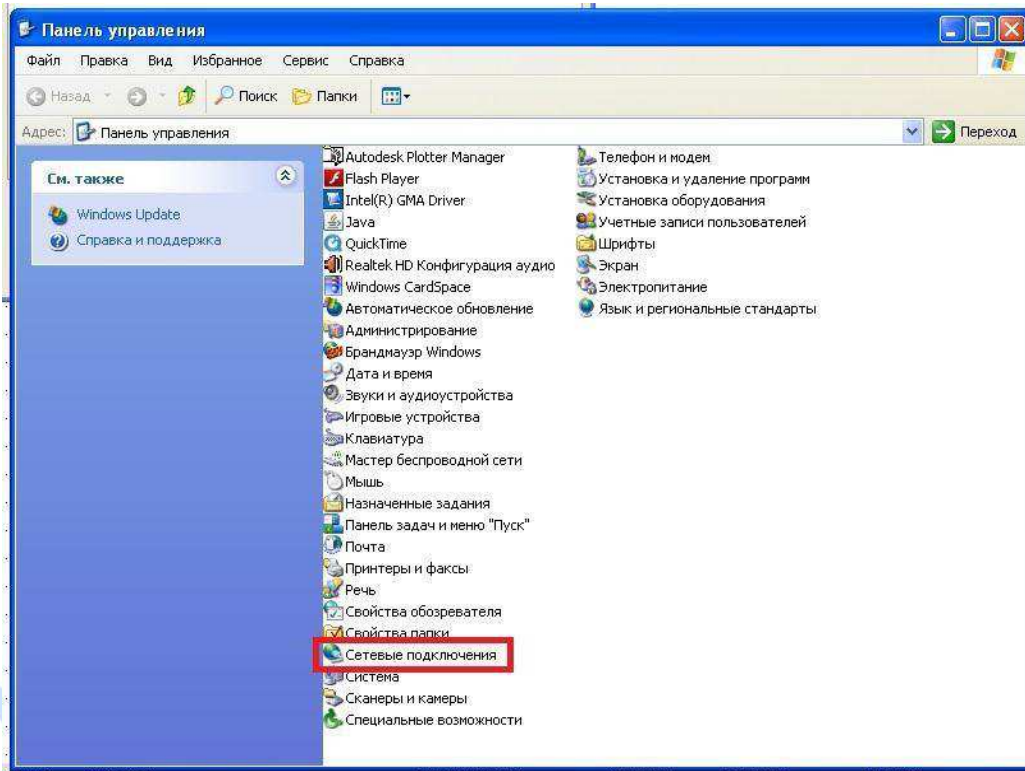 Панель управления
Файл Правка Вид Избранное Сервис Справка
Назад Поиск Папки
Адрес: Панель управления Переход
См. также
Windows Update
Справка и поддержка
Autodesk Plotter Manager
Flash Player
Intel(R) GMA Driver
Java
QuickTime
Realtek HD Конфигурация аудио
Windows CardSpace
Автоматическое обновление
Администрирование
Брандмауэр Windows
Дата и время
Звуки и аудиоустройства
Игровые устройства
Клавиатура
Мастер беспроводной сети
Мышь
Назначенные задания
Панель задач и меню "Пуск"
Почта
Принтеры и факсы
Речь
Свойства обозревателя
Свойства папки
Сетевые подключения
Система
Сканеры и камеры
Специальные возможности
Телефон и модем
Установка и удаление программ
Установка оборудования
Учетные записи пользователей
Шрифты
Экран
Электропитание
Язык и региональные стандарты